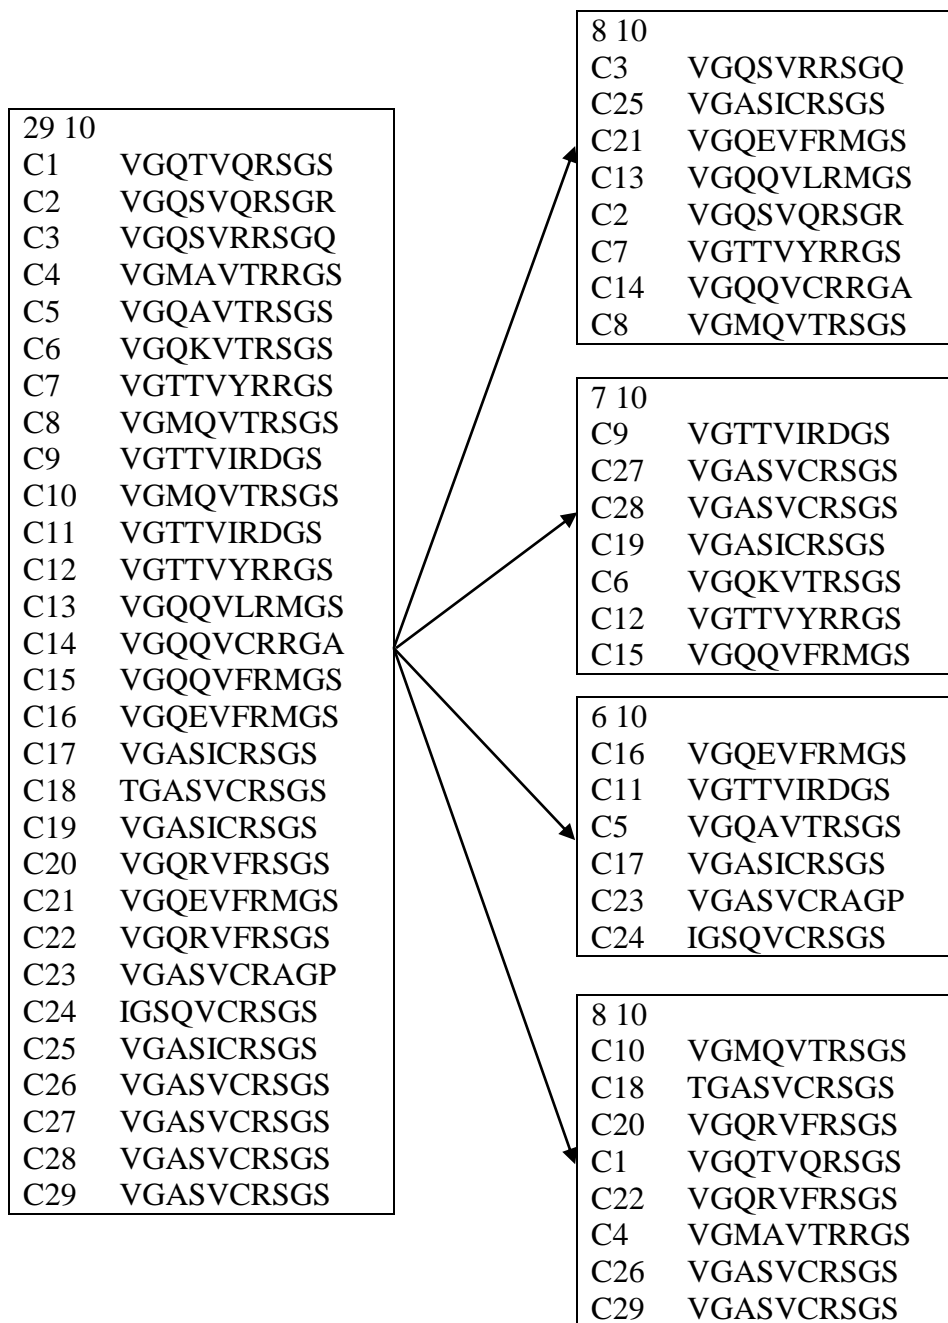 29 10
C1 VGQTVQRSGS
C2 VGQSVQRSGR
C3 VGQSVRRSGQ
C4 VGMAVTRRGS
C5 VGQAVTRSGS
C6 VGQKVTRSGS
C7 VGTTVYRRGS
C8 VGMQVTRSGS
C9 VGTTVIRDGS
C10 VGMQVTRSGS
C11 VGTTVIRDGS
C12 VGTTVYRRGS
C13 VGQQVLRMGS
C14 VGQQVCRRGA
C15 VGQQVFRMGS
C16 VGQEVFRMGS
C17 VGASICRSGS
C18 TGASVCRSGS
C19 VGASICRSGS
C20 VGQRVFRSGS
C21 VGQEVFRMGS
C22 VGQRVFRSGS
C23 VGASVCRAGP
C24 IGSQVCRSGS
C25 VGASICRSGS
C26 VGASVCRSGS
C27 VGASVCRSGS
C28 VGASVCRSGS
C29 VGASVCRSGS
8 10
C3 VGQSVRRSGQ
C25 VGASICRSGS
C21 VGQEVFRMGS
C13 VGQQVLRMGS
C2 VGQSVQRSGR
C7 VGTTVYRRGS
C14 VGQQVCRRGA
C8 VGMQVTRSGS
7 10
C9 VGTTVIRDGS
C27 VGASVCRSGS
C28 VGASVCRSGS
C19 VGASICRSGS
C6 VGQKVTRSGS
C12 VGTTVYRRGS
C15 VGQQVFRMGS
6 10
C16 VGQEVFRMGS
C11 VGTTVIRDGS
C5 VGQAVTRSGS
C17 VGASICRSGS
C23 VGASVCRAGP
C24 IGSQVCRSGS
8 10
C10 VGMQVTRSGS
C18 TGASVCRSGS
C20 VGQRVFRSGS
C1 VGQTVQRSGS
C22 VGQRVFRSGS
C4 VGMAVTRRGS
C26 VGASVCRSGS
C29 VGASVCRSGS